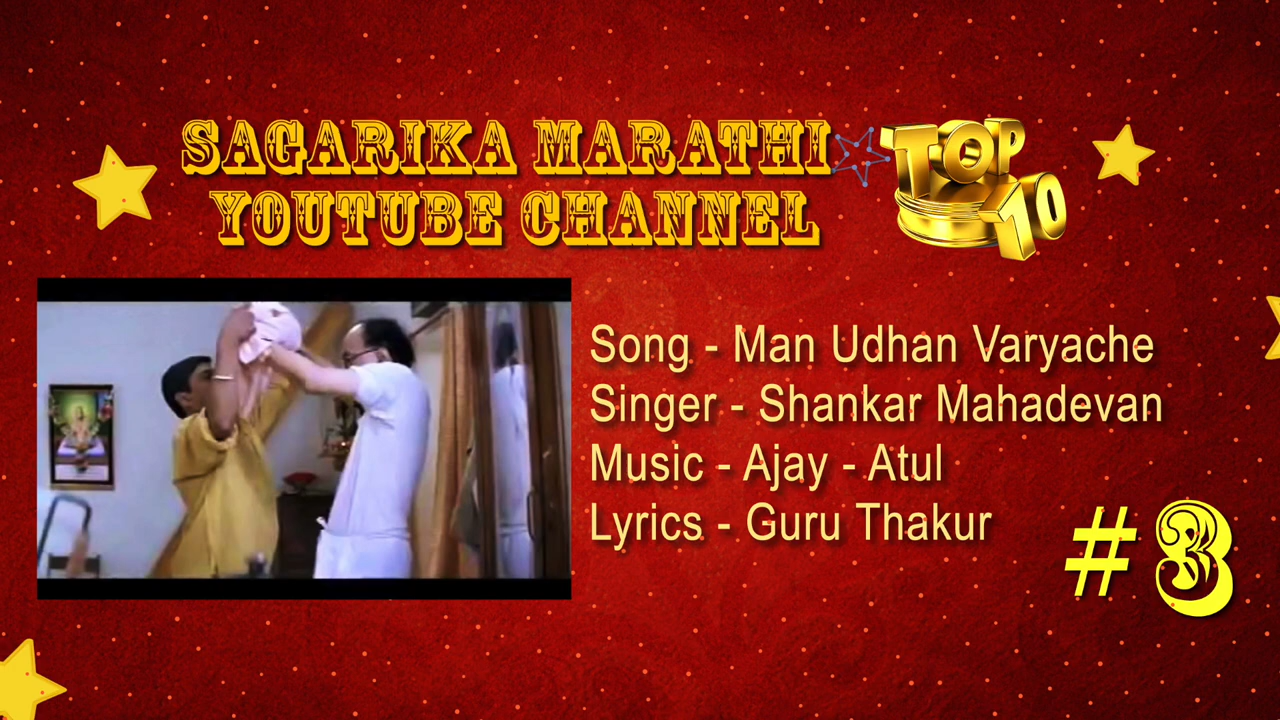 SAGARIKA MARATHI
YOUTUBE CHANNEL
TOP
10
Song - Man Udhan Varyache
Singer - Shankar Mahadevan
Music - Ajay - Atul
Lyrics - Guru Thakur
#3